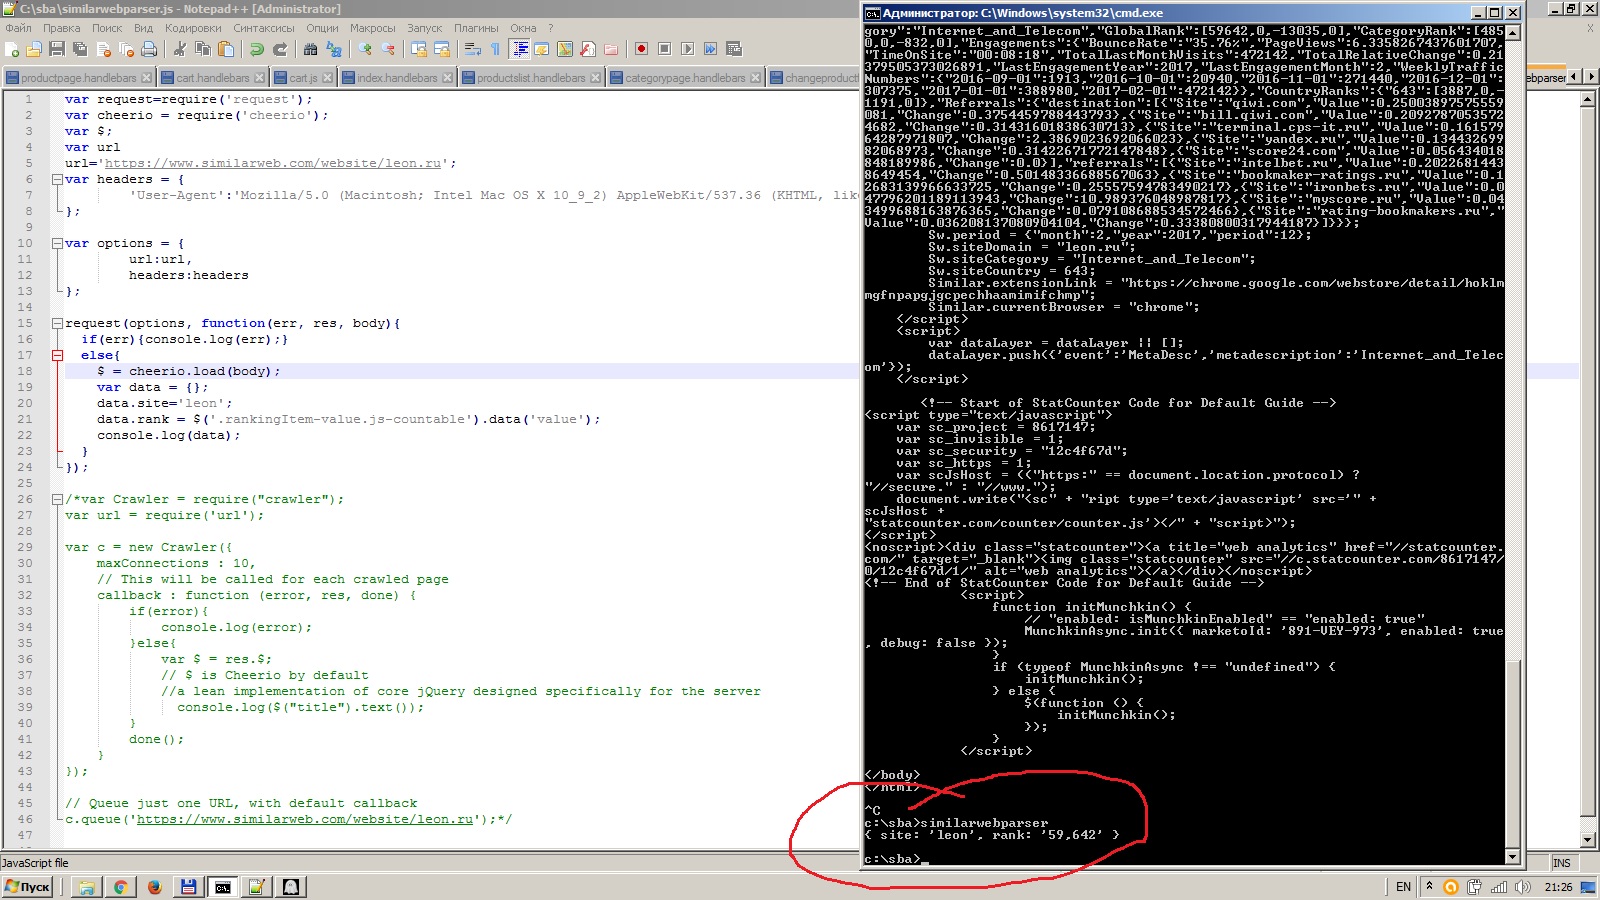 C:\sba\similarwebparser.js - Notepad++ [Administrator]
Файл Правка Поиск Вид Кодировки Синтаксисы Опции Макросы Запуск Плагины Окна ?
productpage.handlebars cart.handlebars cart.js index.handlebars productslist.handlebars categorypage.handlebars changeproduct
1 var request=require('request');
2 var cheerio = require('cheerio');
3 var $;
4 var url
5 url='https://www.similarweb.com/website/leon.ru';
6 var headers = {
7 'User-Agent':'Mozilla/5.0 (Macintosh; Intel Mac OS X 10_9_2) AppleWebKit/537.36 (KHTML, lik
8 };
9
10 var options = {
11 url:url,
12 headers:headers
13 };
14
15 request(options, function(err, res, body){
16 if(err){console.log(err);}
17 else{
18 $ = cheerio.load(body);
19 var data = {};
20 data.site='leon';
21 data.rank = $('.rankingItem-value.js-countable').data('value');
22 console.log(data);
23 }
24 });
25
26 /*var Crawler = require("crawler");
27 var url = require('url');
28
29 var c = new Crawler({
30 maxConnections : 10,
31 // This will be called for each crawled page
32 callback : function (error, res, done) {
33 if(error){
34 console.log(error);
35 }else{
36 var $ = res.$;
37 // $ is Cheerio by default
38 //a lean implementation of core jQuery designed specifically for the server
39 console.log($("title").text());
40 }
41 done();
42 }
43 });
44
45 // Queue just one URL, with default callback
46 c.queue('https://www.similarweb.com/website/leon.ru');*/
47
JavaScript file
Администратор: C:\Windows\system32\cmd.exe
gory":"Internet_and_Telecom","GlobalRank":[59642,0,-13035,0],"CategoryRank":[485
0,0,-832,0],"Engagements":{"BounceRate":"35.76%","PageViews":6.3358267437601707,
"TimeOnSite":"00:08:18","TotalLastMonthVisits":472142,"TotalRelativeChange":0.21
3795053730268​91,"LastEngagementYear":2017,"LastEngagementMonth":2,"WeeklyTraffic
Numbers":{"2016-09-01":1913,"2016-10-01":20940,"2016-11-01":271440,"2016-12-01":
307375,"2017-01-01":388980,"2017-02-01":472142}},"CountryRanks":{"643":[3887,0,-
1191,0]},"Referrals":{"destination":[{"Site":"qiwi.com","Value":0.25003897575559
081,"Change":0.3754459788443793},{"Site":"bill.qiwi.com","Value":0.2092787053572
4682,"Change":0.31431601838630713},{"Site":"terminal.cps-it.ru","Value":0.161579
64287971807,"Change":2.3869023692066023},{"Site":"yandex.ru","Value":0.134432699
82068973,"Change":0.31422671772147848},{"Site":"score24.com","Value":0.056434018
848189986,"Change":0.0}],"referrals":[{"Site":"intelbet.ru","Value":0.2022681443
8649454,"Change":0.50148336688567063},{"Site":"bookmaker-ratings.ru","Value":0.1
2683139966633725,"Change":0.25557594783490217},{"Site":"ironbets.ru","Value":0.0
47796201189113943,"Change":10.989376048987817},{"Site":"myscore.ru","Value":0.04
3499688163876365,"Change":0.079108688534572466},{"Site":"rating-bookmakers.ru","
Value":0.036208137080904104,"Change":0.33380800317944187}]}};
Sw.period = {"month":2,"year":2017,"period":12};
Sw.siteDomain = "leon.ru";
Sw.siteCategory = "Internet_and_Telecom";
Sw.siteCountry = 643;
Similar.extensionLink = "https://chrome.google.com/webstore/detail/hoklm
mgfnpapgjgcpechhaamimifchmp";
Similar.currentBrowser = "chrome";
</script>
<script>
var dataLayer = dataLayer || [];
dataLayer.push({'event':'MetaDesc','metadescription':'Internet_and_Telec
om'});
</script>
<!-- Start of StatCounter Code for Default Guide -->
<script type="text/javascript">
var sc_project = 8617147;
var sc_invisible = 1;
var sc_security = "12c4f67d";
var sc_https = 1;
var scJsHost = (("https:" == document.location.protocol) ?
"//secure." : "//www.");
document.write("<sc" + "ript type='text/javascript' src='" +
scJsHost +
"statcounter.com/counter/counter.js'></" + "script>");
</script>
<noscript><div class="statcounter"><a title="web analytics" href="//statcounter.
com/" target="_blank"><img class="statcounter" src="//c.statcounter.com/8617147/
0/12c4f67d/1/" alt="web analytics"></a></div></noscript>
<!-- End of StatCounter Code for Default Guide -->
<script>
function initMunchkin() {
// "enabled: isMunchkinEnabled" == "enabled: true"
MunchkinAsync.init({ marketoId: '891-VEY-973', enabled: true
, debug: false });
}
if (typeof MunchkinAsync !== "undefined") {
initMunchkin();
} else {
$(function () {
initMunchkin();
});
}
</script>
</body>
</html>
^C
c:\sba>similarwebparser
{ site: 'leon', rank: '59,642' }
c:\sba>_
ebparser
INS
Пуск
EN 21:26